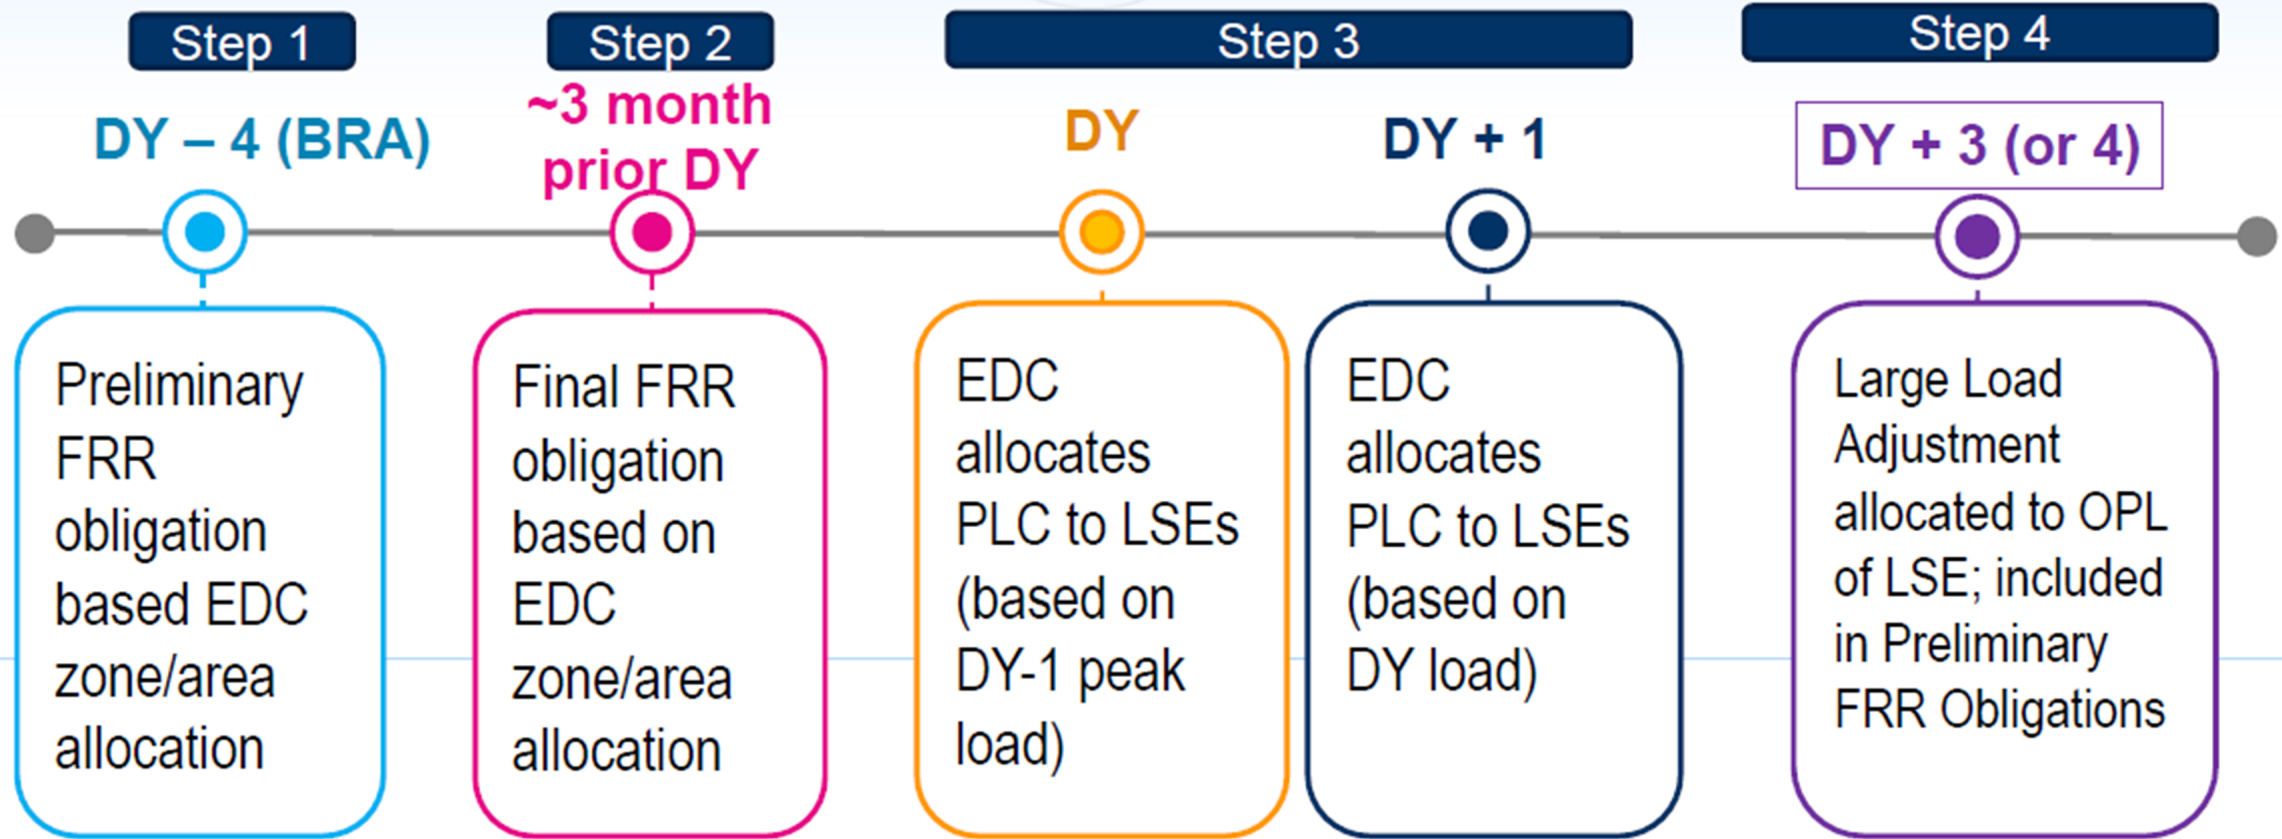 Step 1
Step 2
Step 3
Step 4
DY – 4 (BRA)
~3 month
prior DY
DY
DY + 1
DY + 3 (or 4)
Preliminary
FRR
obligation
based EDC
zone/area
allocation
Final FRR
obligation
based on
EDC
zone/area
allocation
EDC
allocates
PLC to LSEs
(based on
DY-1 peak
load)
EDC
allocates
PLC to LSEs
(based on
DY load)
Large Load
Adjustment
allocated to OPL
of LSE; included
in Preliminary
FRR Obligations